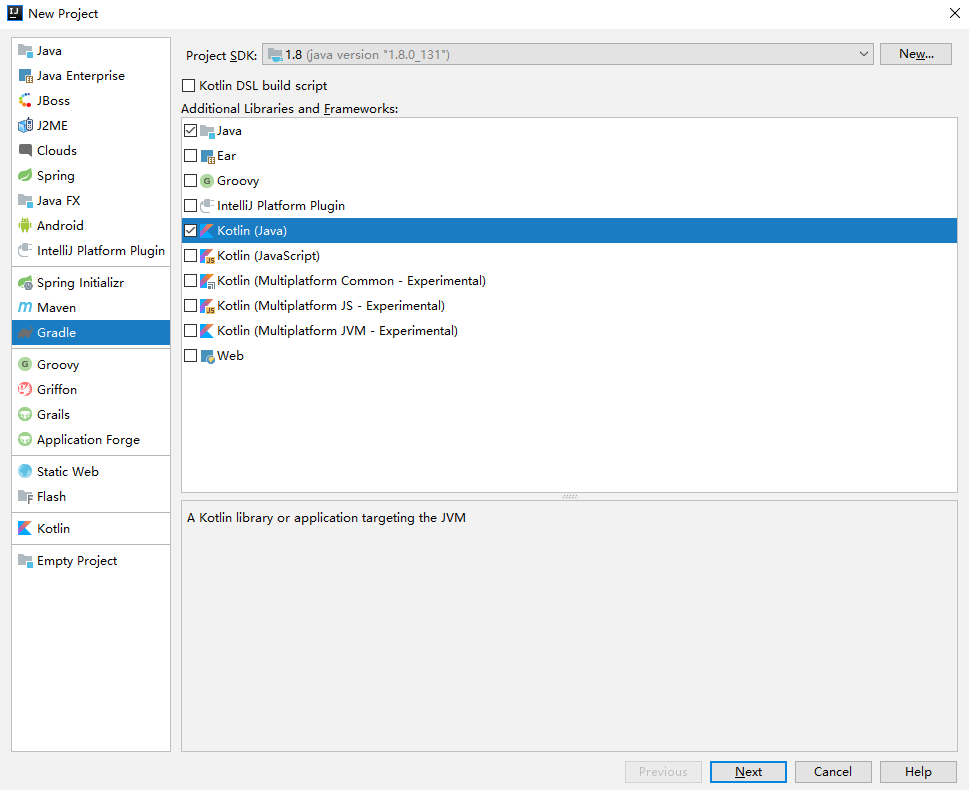 New Project
Java
Java Enterprise
JBoss
J2ME
Clouds
Spring
Java FX
Android
IntelliJ Platform Plugin
Spring Initializr
Maven
Gradle
Groovy
Griffon
Grails
Application Forge
Static Web
Flash
Kotlin
Empty Project
Project SDK: 1.8 (java version "1.8.0_131") New...
Kotlin DSL build script
Additional Libraries and Frameworks:
Java
Ear
Groovy
IntelliJ Platform Plugin
Kotlin (Java)
Kotlin (JavaScript)
Kotlin (Multiplatform Common - Experimental)
Kotlin (Multiplatform JS - Experimental)
Kotlin (Multiplatform JVM - Experimental)
Web
A Kotlin library or application targeting the JVM
Previous Next Cancel Help